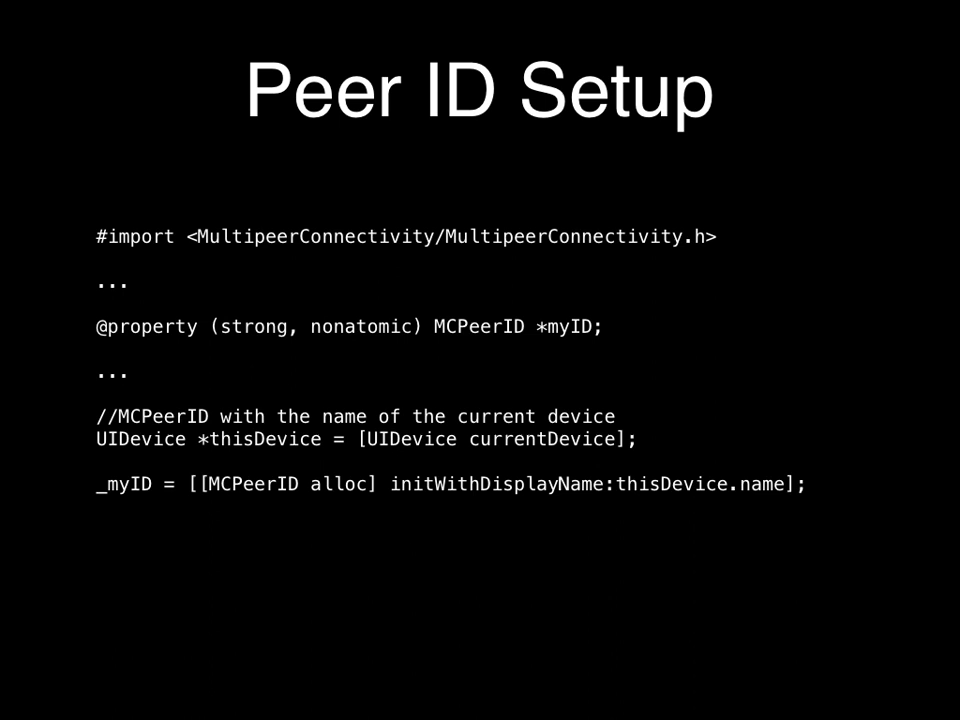 Peer ID Setup
#import <MultipeerConnectivity/MultipeerConnectivity.h>
...
@property (strong, nonatomic) MCPeerID *myID;
...
//MCPeerID with the name of the current device
UIDevice *thisDevice = [UIDevice currentDevice];
_myID = [[MCPeerID alloc] initWithDisplayName:thisDevice.name];